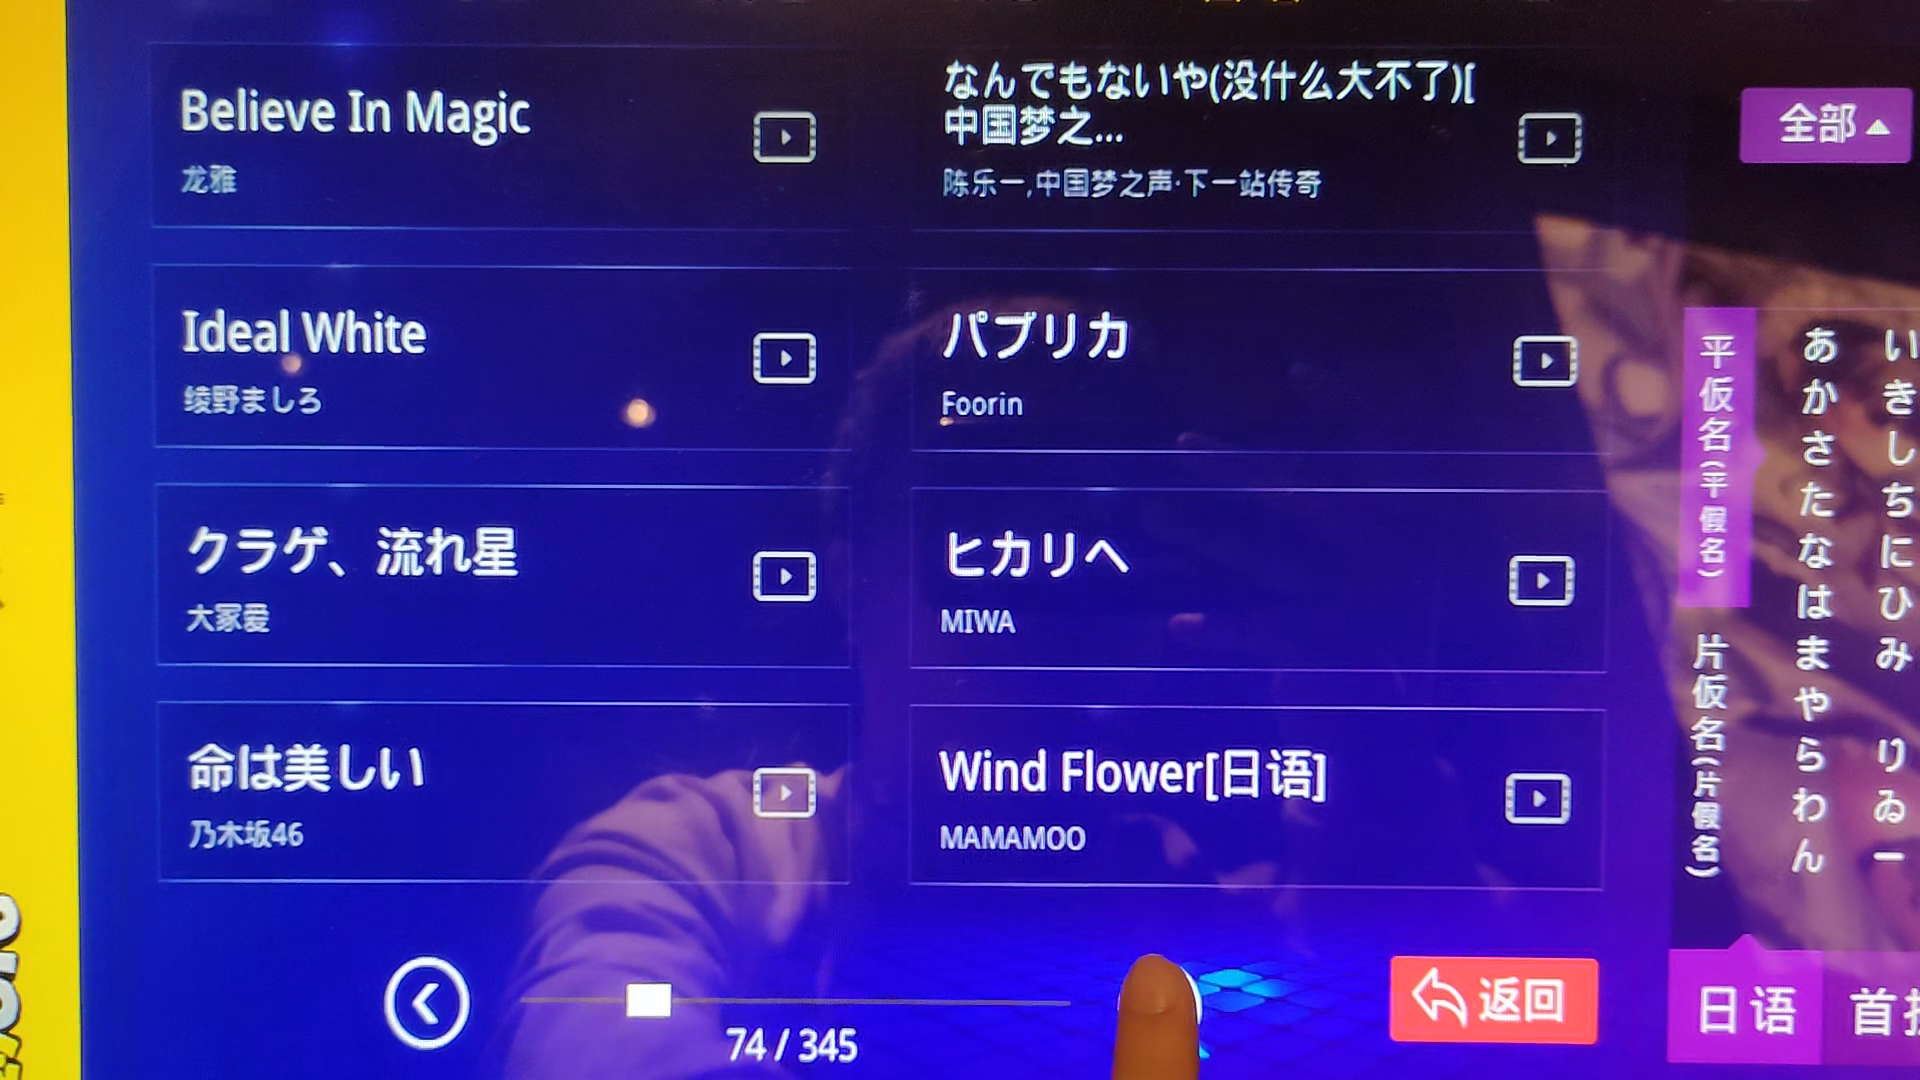 Believe In Magic
龙雅
なんでもないや(没什么大不了)[
中国梦之...
陈乐一,中国梦之声·下一站传奇
Ideal White
绫野ましろ
パプリカ
Foorin
クラゲ、流れ星
大冢爱
ヒカリへ
MIWA
命は美しい
乃木坂46
Wind Flower[日语]
MAMAMOO
74 / 345
返回
全部
平仮名(平假名)
片仮名(片假名)
あかさたなはまやらわん
いきしちにひみ りゐー
日语
首